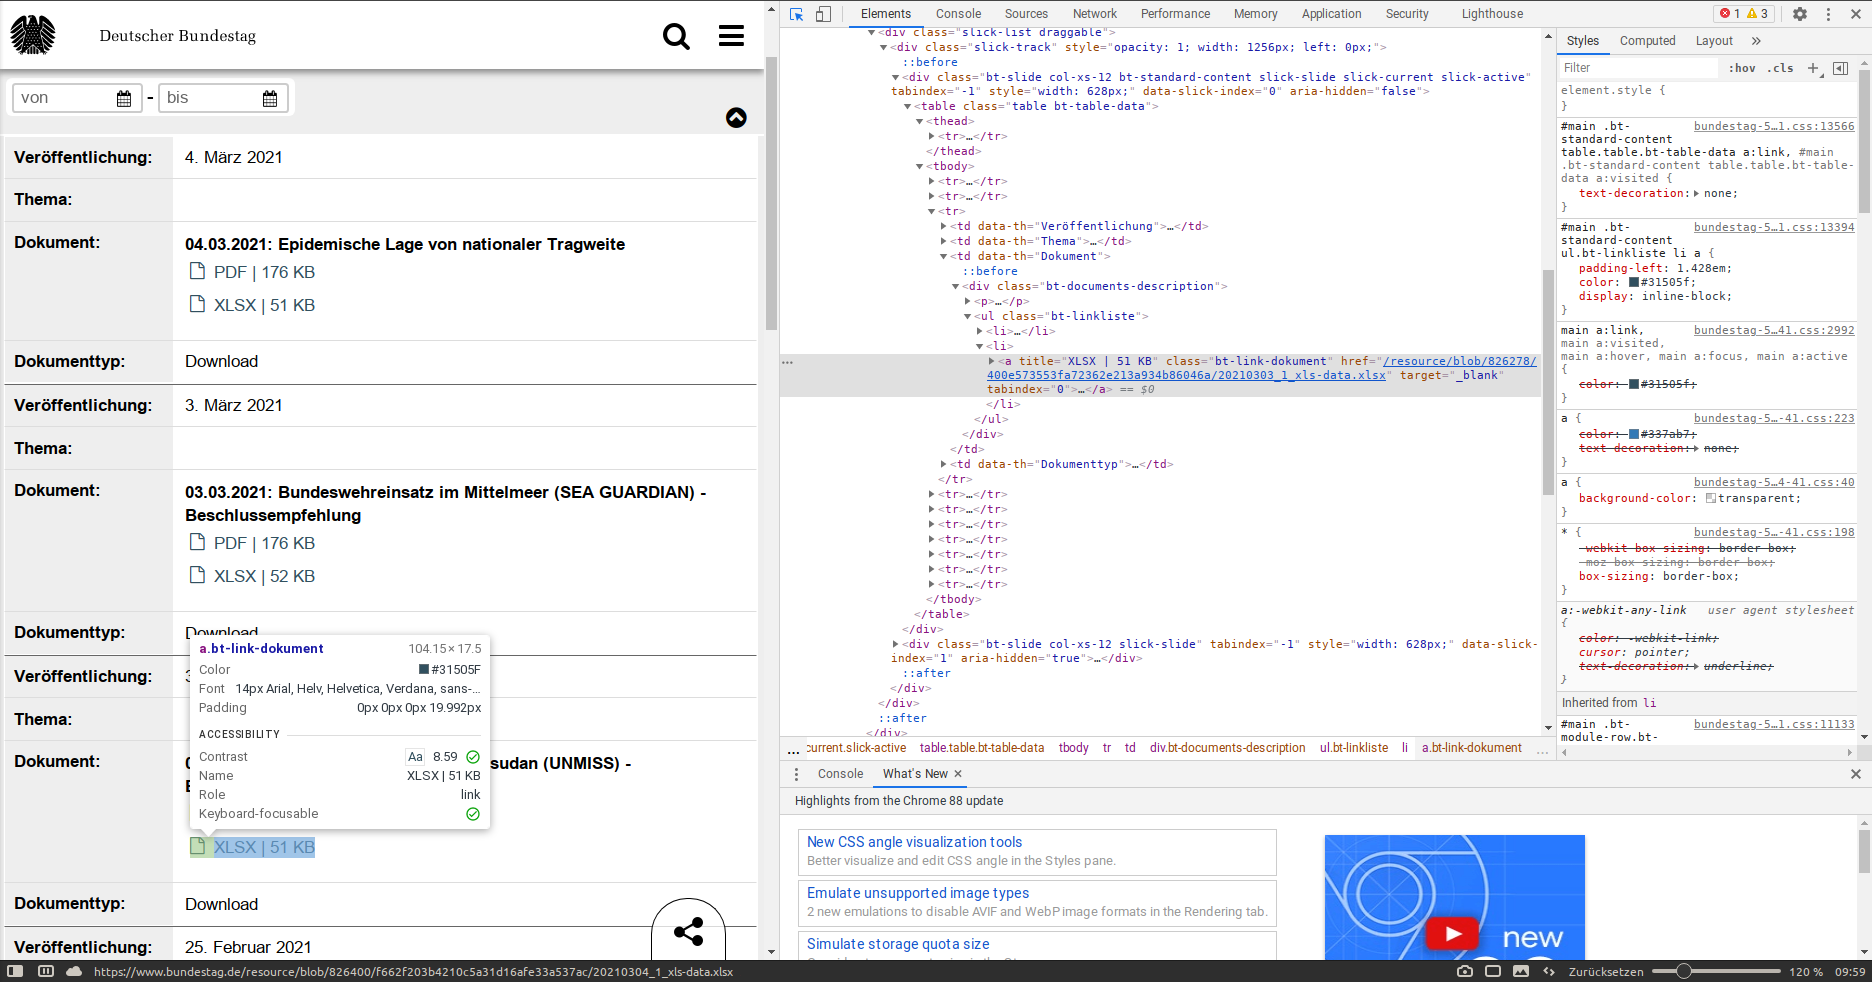 Deutscher Bundestag
von - bis
Veröffentlichung: 4. März 2021
Thema:
Dokument: 04.03.2021: Epidemische Lage von nationaler Tragweite
PDF | 176 KB
XLSX | 51 KB
Dokumenttyp: Download
Veröffentlichung: 3. März 2021
Thema:
Dokument: 03.03.2021: Bundeswehreinsatz im Mittelmeer (SEA GUARDIAN) -
Beschlussempfehlung
PDF | 176 KB
XLSX | 52 KB
Dokumenttyp: Download
Veröffentlichung:
Thema:
Dokument: sudan (UNMISS) -
a.bt-link-dokument 104.15 × 17.5
Color #31505F
Font 14px Arial, Helv, Helvetica, Verdana, sans-...
Padding 0px 0px 0px 19.992px
ACCESSIBILITY
Contrast Aa 8.59
Name XLSX | 51 KB
Role link
Keyboard-focusable
XLSX | 51 KB
Dokumenttyp: Download
Veröffentlichung: 25. Februar 2021
Elements Console Sources Network Performance Memory Application Security Lighthouse 1 3
<div class="slick-list draggable">
<div class="slick-track" style="opacity: 1; width: 1256px; left: 0px;">
::before
<div class="bt-slide col-xs-12 bt-standard-content slick-slide slick-current slick-active"
tabindex="-1" style="width: 628px;" data-slick-index="0" aria-hidden="false">
<table class="table bt-table-data">
<thead>
<tr>…</tr>
</thead>
<tbody>
<tr>…</tr>
<tr>…</tr>
<tr>
<td data-th="Veröffentlichung">…</td>
<td data-th="Thema">…</td>
<td data-th="Dokument">
::before
<div class="bt-documents-description">
<p>…</p>
<ul class="bt-linkliste">
<li>…</li>
<li>
... <a title="XLSX | 51 KB" class="bt-link-dokument" href="/resource/blob/826278/
400e573553fa72362e213a934b86046a/20210303_1_xls-data.xlsx" target="_blank"
tabindex="0">…</a> == $0
</li>
</ul>
</div>
</td>
<td data-th="Dokumenttyp">…</td>
</tr>
<tr>…</tr>
<tr>…</tr>
<tr>…</tr>
<tr>…</tr>
<tr>…</tr>
<tr>…</tr>
<tr>…</tr>
</tbody>
</table>
</div>
<div class="bt-slide col-xs-12 slick-slide" tabindex="-1" style="width: 628px;" data-slick-
index="1" aria-hidden="true">…</div>
::after
</div>
</div>
::after
</div>
... current.slick-active table.table.bt-table-data tbody tr td div.bt-documents-description ul.bt-linkliste li a.bt-link-dokument ...
Styles Computed Layout »
Filter :hov .cls +
element.style {
}
#main .bt- bundestag-5…1.css:13566
standard-content
table.table.bt-table-data a:link, #main
.bt-standard-content table.table.bt-table-
data a:visited {
text-decoration: none;
}
#main .bt- bundestag-5…1.css:13394
standard-content
ul.bt-linkliste li a {
padding-left: 1.428em;
color: #31505f;
display: inline-block;
}
main a:link, bundestag-5…41.css:2992
main a:visited,
main a:hover, main a:focus, main a:active
{
color: #31505f;
}
a { bundestag-5…-41.css:223
color: #337ab7;
text-decoration: none;
}
a { bundestag-5…4-41.css:40
background-color: transparent;
}
* { bundestag-5…-41.css:198
-webkit-box-sizing: border-box;
-moz-box-sizing: border-box;
box-sizing: border-box;
}
a:-webkit-any-link user agent stylesheet
{
color: -webkit-link;
cursor: pointer;
text-decoration: underline;
}
Inherited from li
#main .bt- bundestag-5…1.css:11133
module-row.bt-
Console What's New ×
Highlights from the Chrome 88 update
New CSS angle visualization tools
Better visualize and edit CSS angle in the Styles pane.
Emulate unsupported image types
2 new emulations to disable AVIF and WebP image formats in the Rendering tab.
Simulate storage quota size
new
https://www.bundestag.de/resource/blob/826400/f662f203b4210c5a31d16afe33a537ac/20210304_1_xls-data.xlsx
Zurücksetzen 120 % 09:59